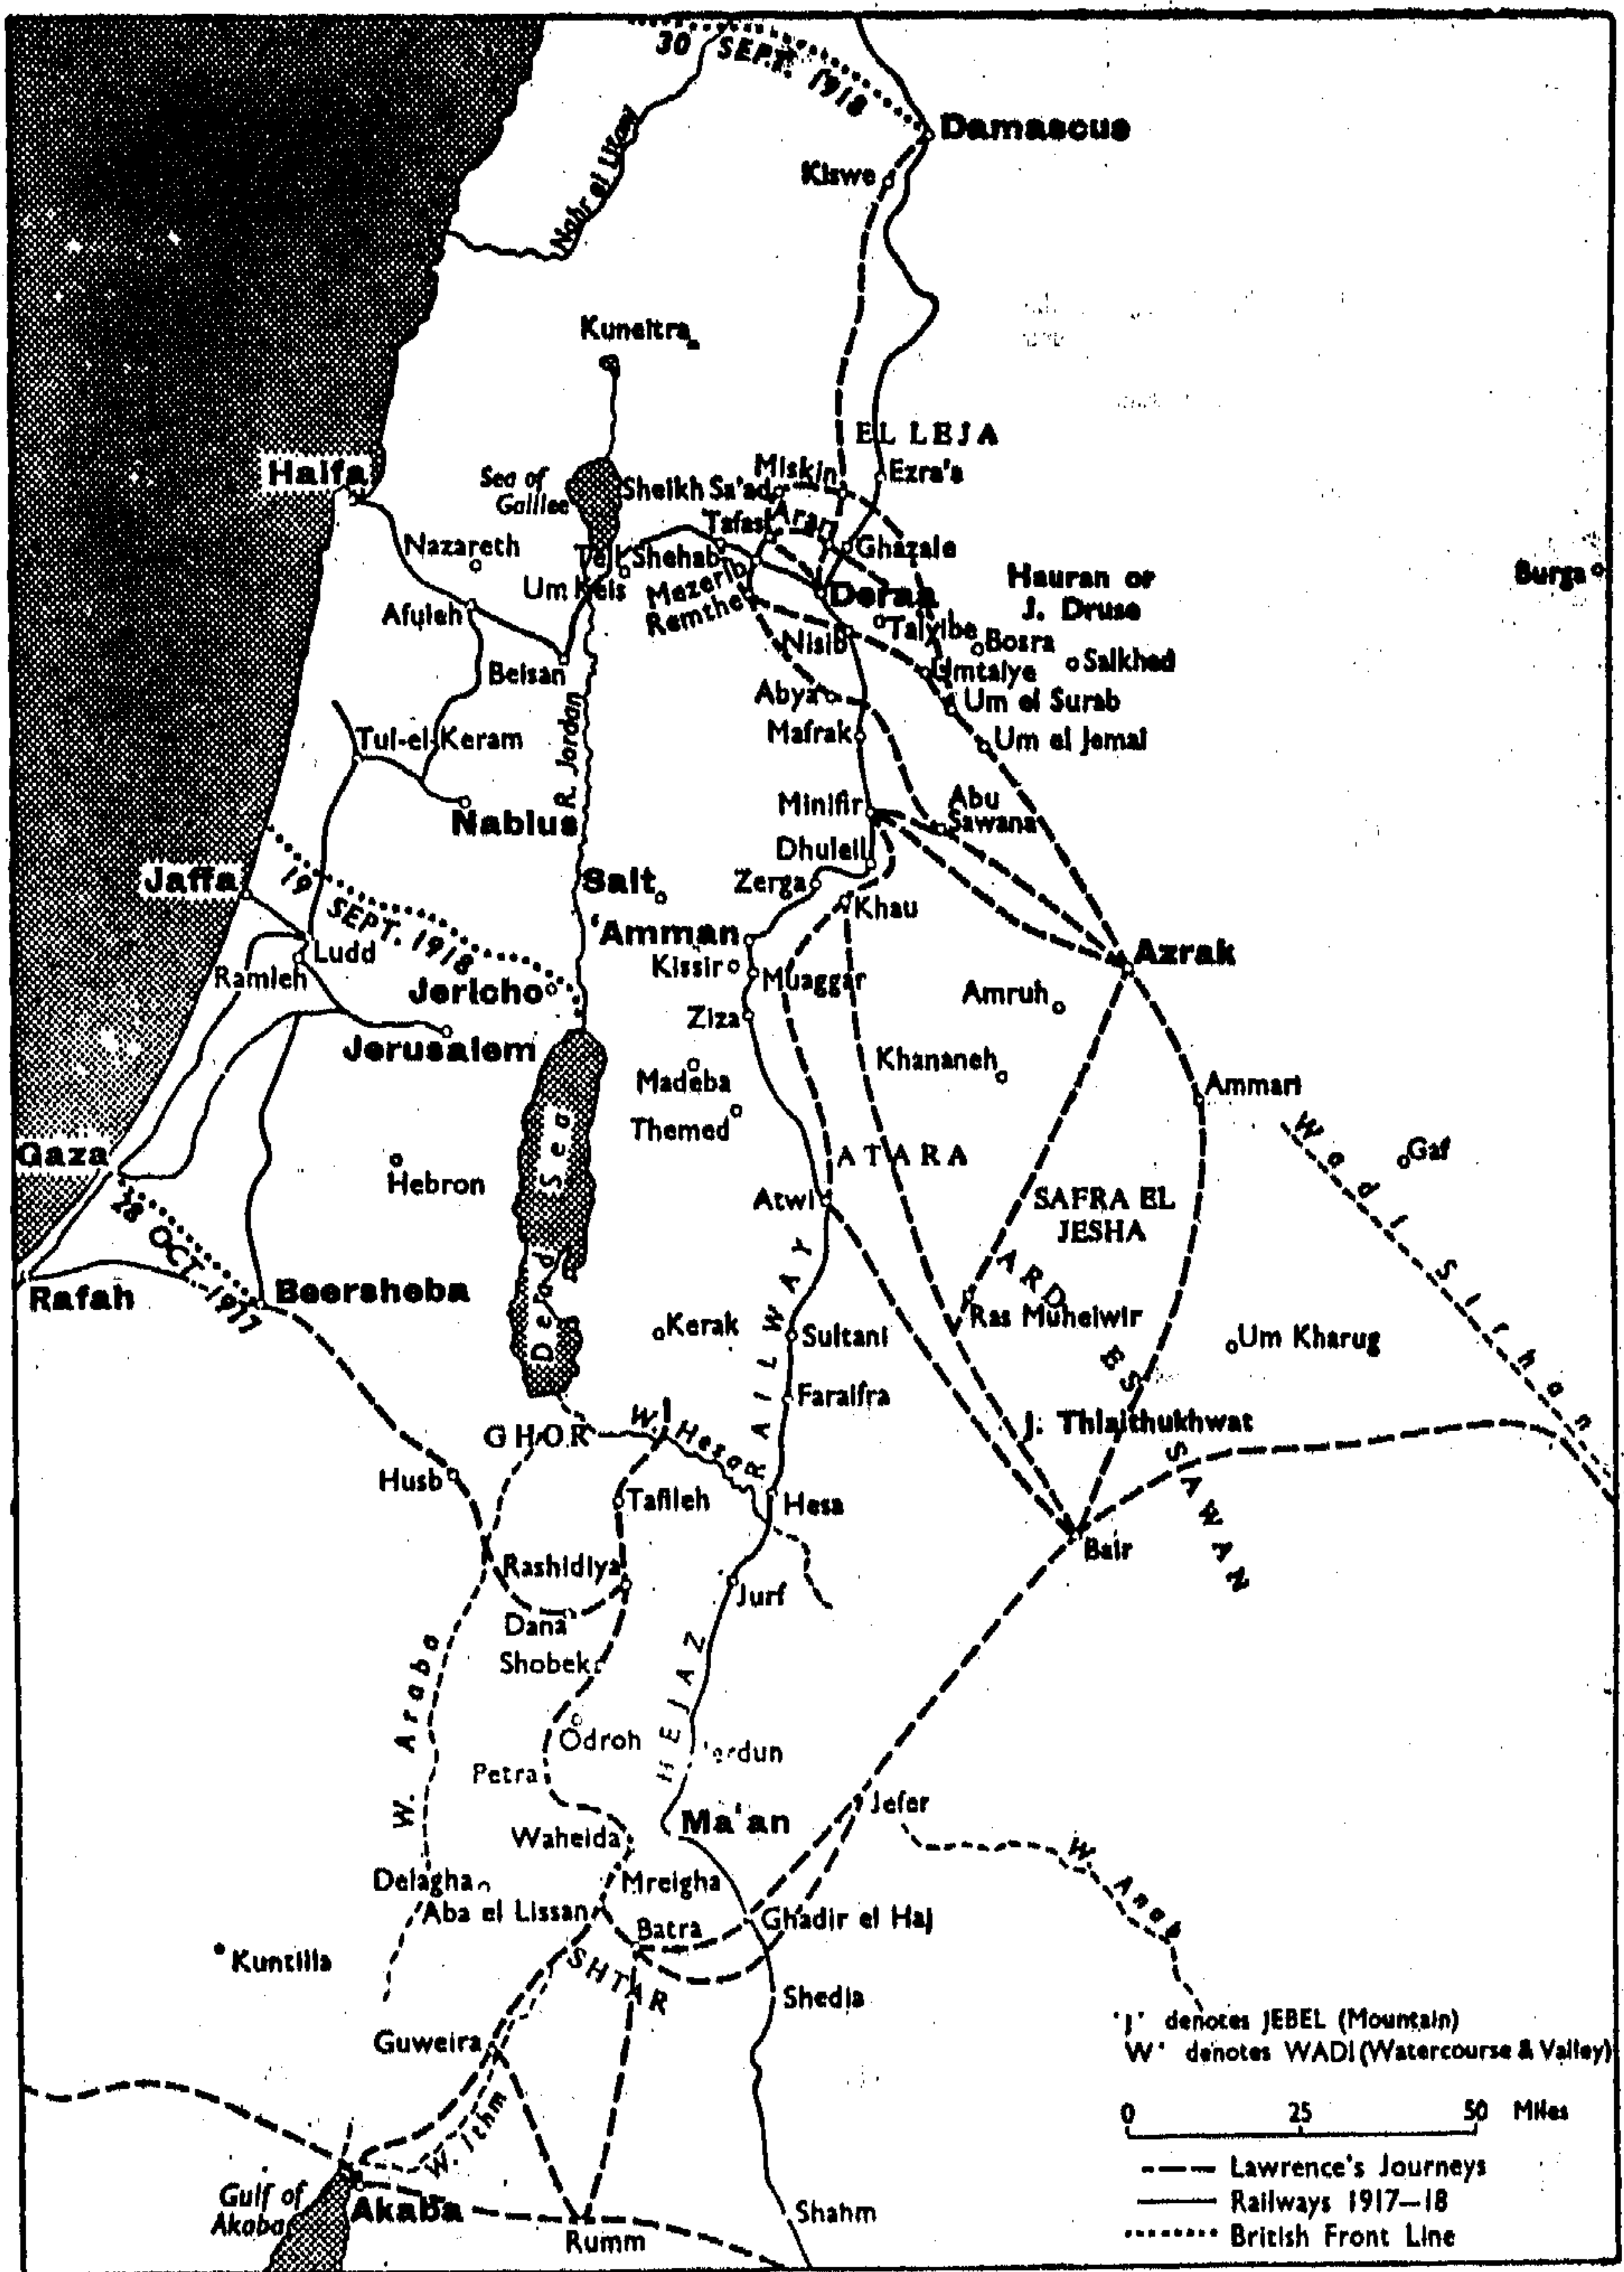 30 SEPT. 1918
Damascus
Kiswe
Kuneitra
EL LEJA
Haifa
Sea of
Galilee
Miskin
Ezra'a
Sheikh Sa'ad
Tafas
Arar
Ghazale
Nazareth
Tell Shehab
Um Keis
Mezerib
Remthe
Deraa
Hauran or
J. Druse
Burga
Afuleh
Taiyibe
Bosra
Nisib
Salkhad
Beisan
Umtaiye
Abya
Um el Surab
R. Jordan
Tul-el-Keram
Mafrak
Um el Jemal
Minifir
Abu
Sawana
Nablus
Dhuleil
Jaffa
19 SEPT. 1918
Salt
Zerga
Khau
'Amman
Ludd
Azrak
Ramleh
Kissir
Muaggar
Jericho
Amruh
Ziza
Jerusalem
Khananeh
Madeba
Ammari
Themed
Wadi Sirhan
Gaza
Dead Sea
ATARA
Gaf
Hebron
Atwi
SAFRA EL
JESHA
28 OCT. 1917
Rafah
Beersheba
ARD ES SAWAN
Ras Muheiwir
Kerak
Sultani
Um Kharug
HEJAZ RAILWAY
Faraifra
GHOR
W. Hesa
J. Thlaithukhwat
Husb
Tafileh
Hesa
Bair
Rashidiya
Jurf
Dana
Shobek
W. Araba
Odroh
Petra
Jefer
Ma'an
Waheida
W. Anab
Delagha
Mreigha
Aba el Lissan
Batra
Ghadir el Haj
Kuntilla
SHTAR
Shedia
'J' denotes JEBEL (Mountain)
W' denotes WADI (Watercourse & Valley)
Guweira
0 25 50 Miles
W. Ithm
Lawrence's Journeys
Gulf of
Akaba
Akaba
Railways 1917–18
Shahm
British Front Line
Rumm